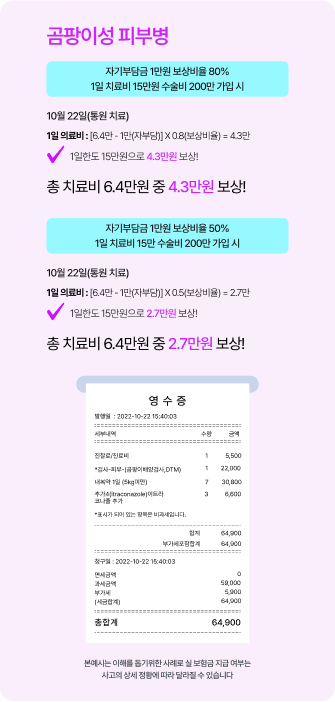 곰팡이성 피부병
자기부담금 1만원 보상비율 80%
1일 치료비 15만원 수술비 200만 가입 시
10월 22일(통원 치료)
1일 의료비 : [6.4만 - 1만(자부담)] X 0.8(보상비율) = 4.3만
1일한도 15만원으로 4.3만원 보상!
총 치료비 6.4만원 중 4.3만원 보상!
자기부담금 1만원 보상비율 50%
1일 치료비 15만 수술비 200만 가입 시
10월 22일(통원 치료)
1일 의료비 : [6.4만 - 1만(자부담)] X 0.5(보상비율) = 2.7만
1일한도 15만원으로 2.7만원 보상!
총 치료비 6.4만원 중 2.7만원 보상!
영 수 증
발행일 : 2022-10-22 15:40:03
세부내역 수량 금액
진찰료/진료비 1 5,500
*검사-피부-(곰팡이배양검사,DTM) 1 22,000
내복약 1일 (5kg미만) 7 30,800
추가소(itraconazole)이트라 3 6,600
코나졸 추가
*표시가 되어 있는 항목은 비과세입니다.
합계 64,900
부가세포함합계 64,900
청구일 : 2022-10-22 15:40:03
면세금액 0
과세금액 59,000
부가세 5,900
(세금합계) 64,900
총합계 64,900
본예시는 이해를 돕기위한 사례로 실 보험금 지급 여부는
사고의 상세 정황에 따라 달라질 수 있습니다